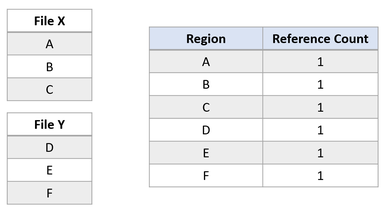 File X
A
B
C
File Y
D
E
F
Region Reference Count
A 1
B 1
C 1
D 1
E 1
F 1